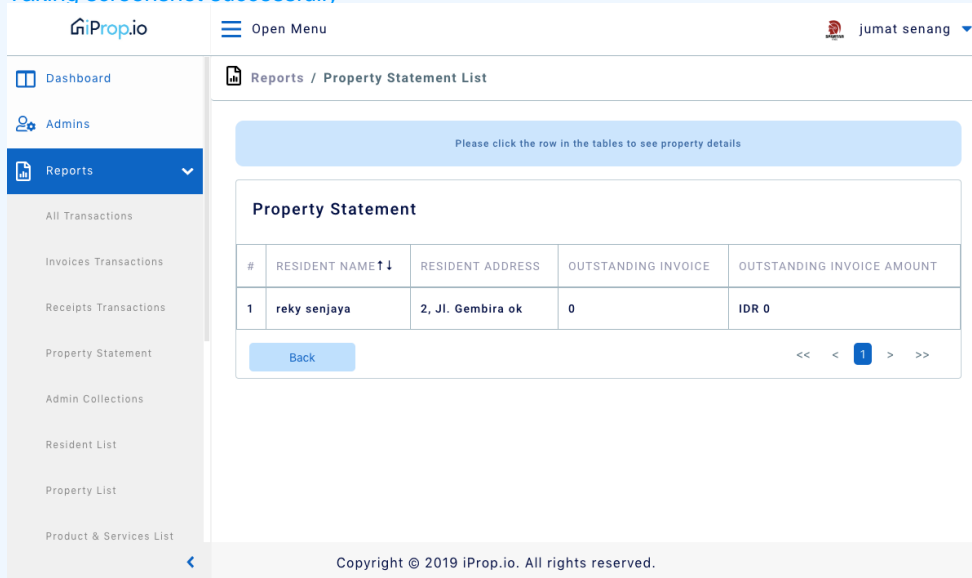 iProp.io
Open Menu
jumat senang
Dashboard
Admins
Reports
All Transactions
Invoices Transactions
Receipts Transactions
Property Statement
Admin Collections
Resident List
Property List
Product & Services List
Reports / Property Statement List
Please click the row in the tables to see property details
Property Statement
# RESIDENT NAME↑↓ RESIDENT ADDRESS OUTSTANDING INVOICE OUTSTANDING INVOICE AMOUNT
1 reky senjaya 2, Jl. Gembira ok 0 IDR 0
Back << < 1 > >>
Copyright © 2019 iProp.io. All rights reserved.